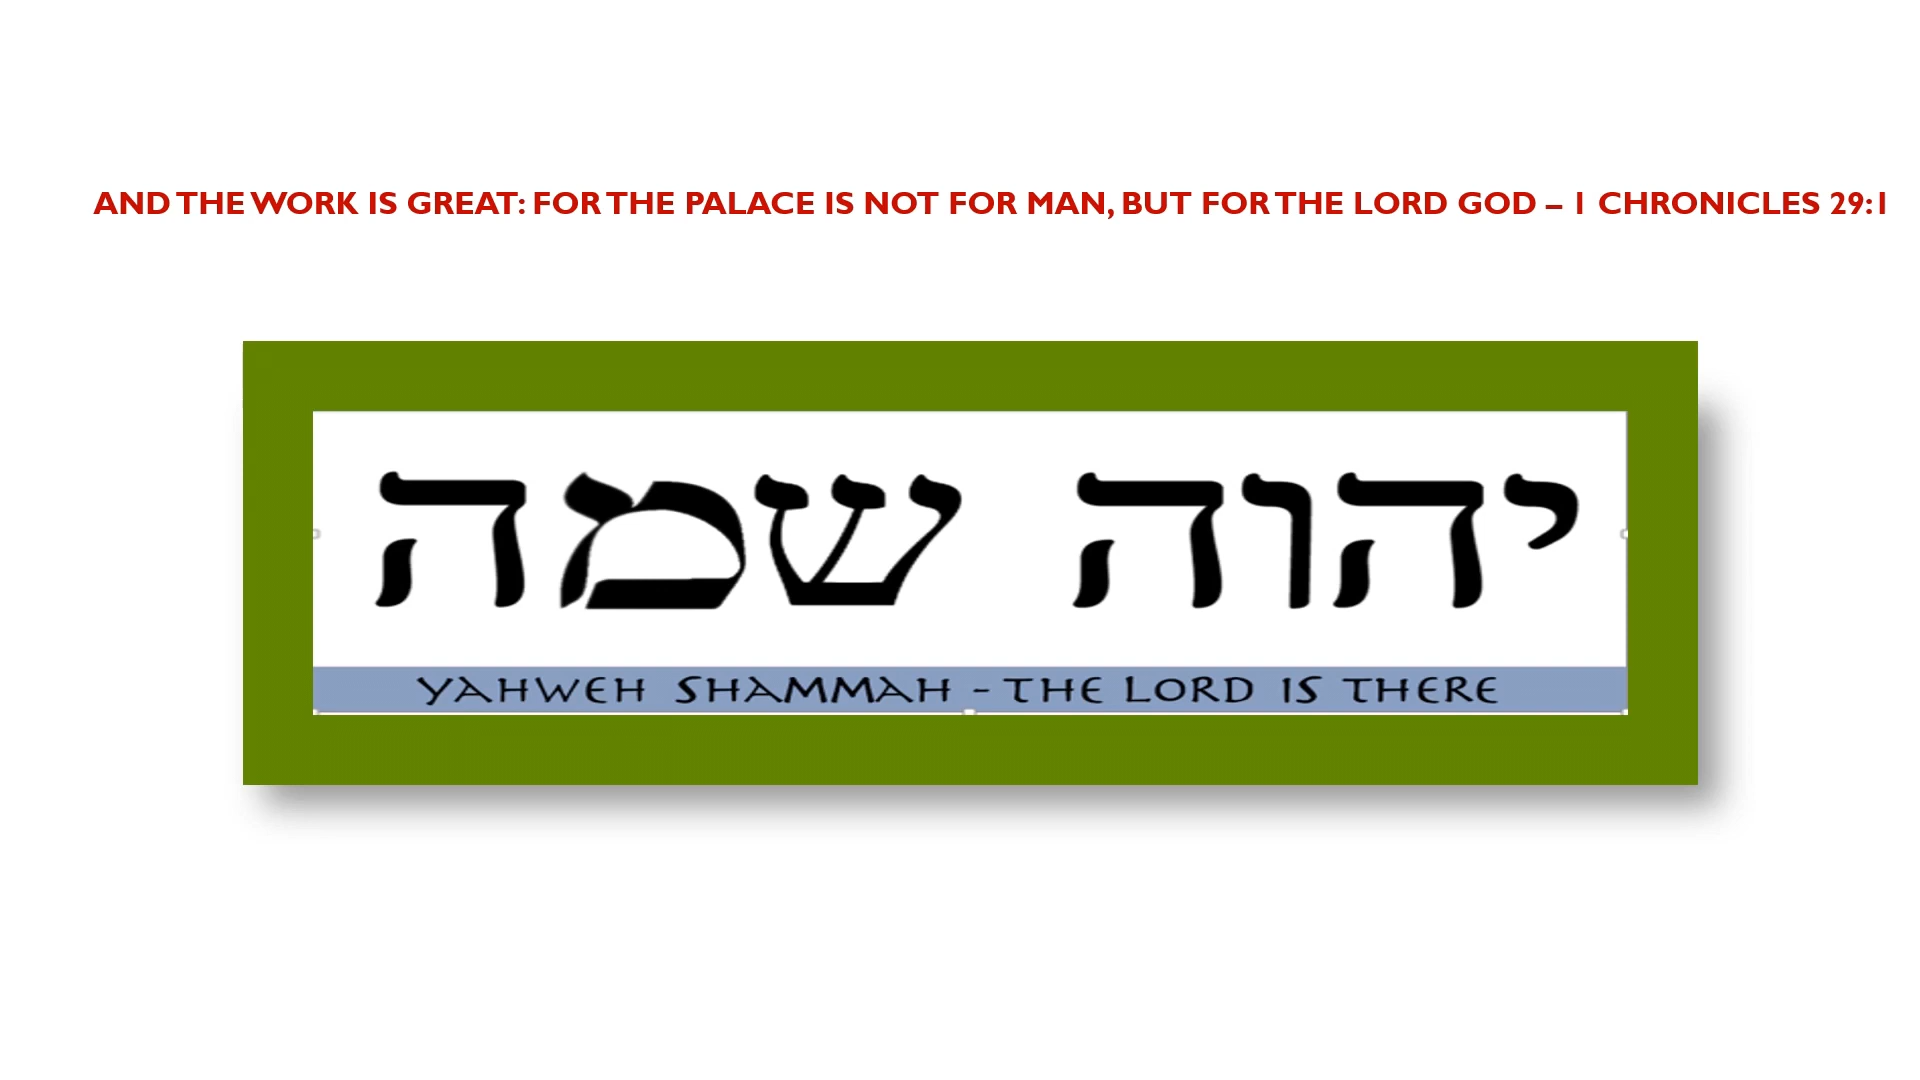 AND THE WORK IS GREAT: FOR THE PALACE IS NOT FOR MAN, BUT FOR THE LORD GOD – 1 CHRONICLES 29:1
יהוה שמה
YAHWEH SHAMMAH - THE LORD IS THERE